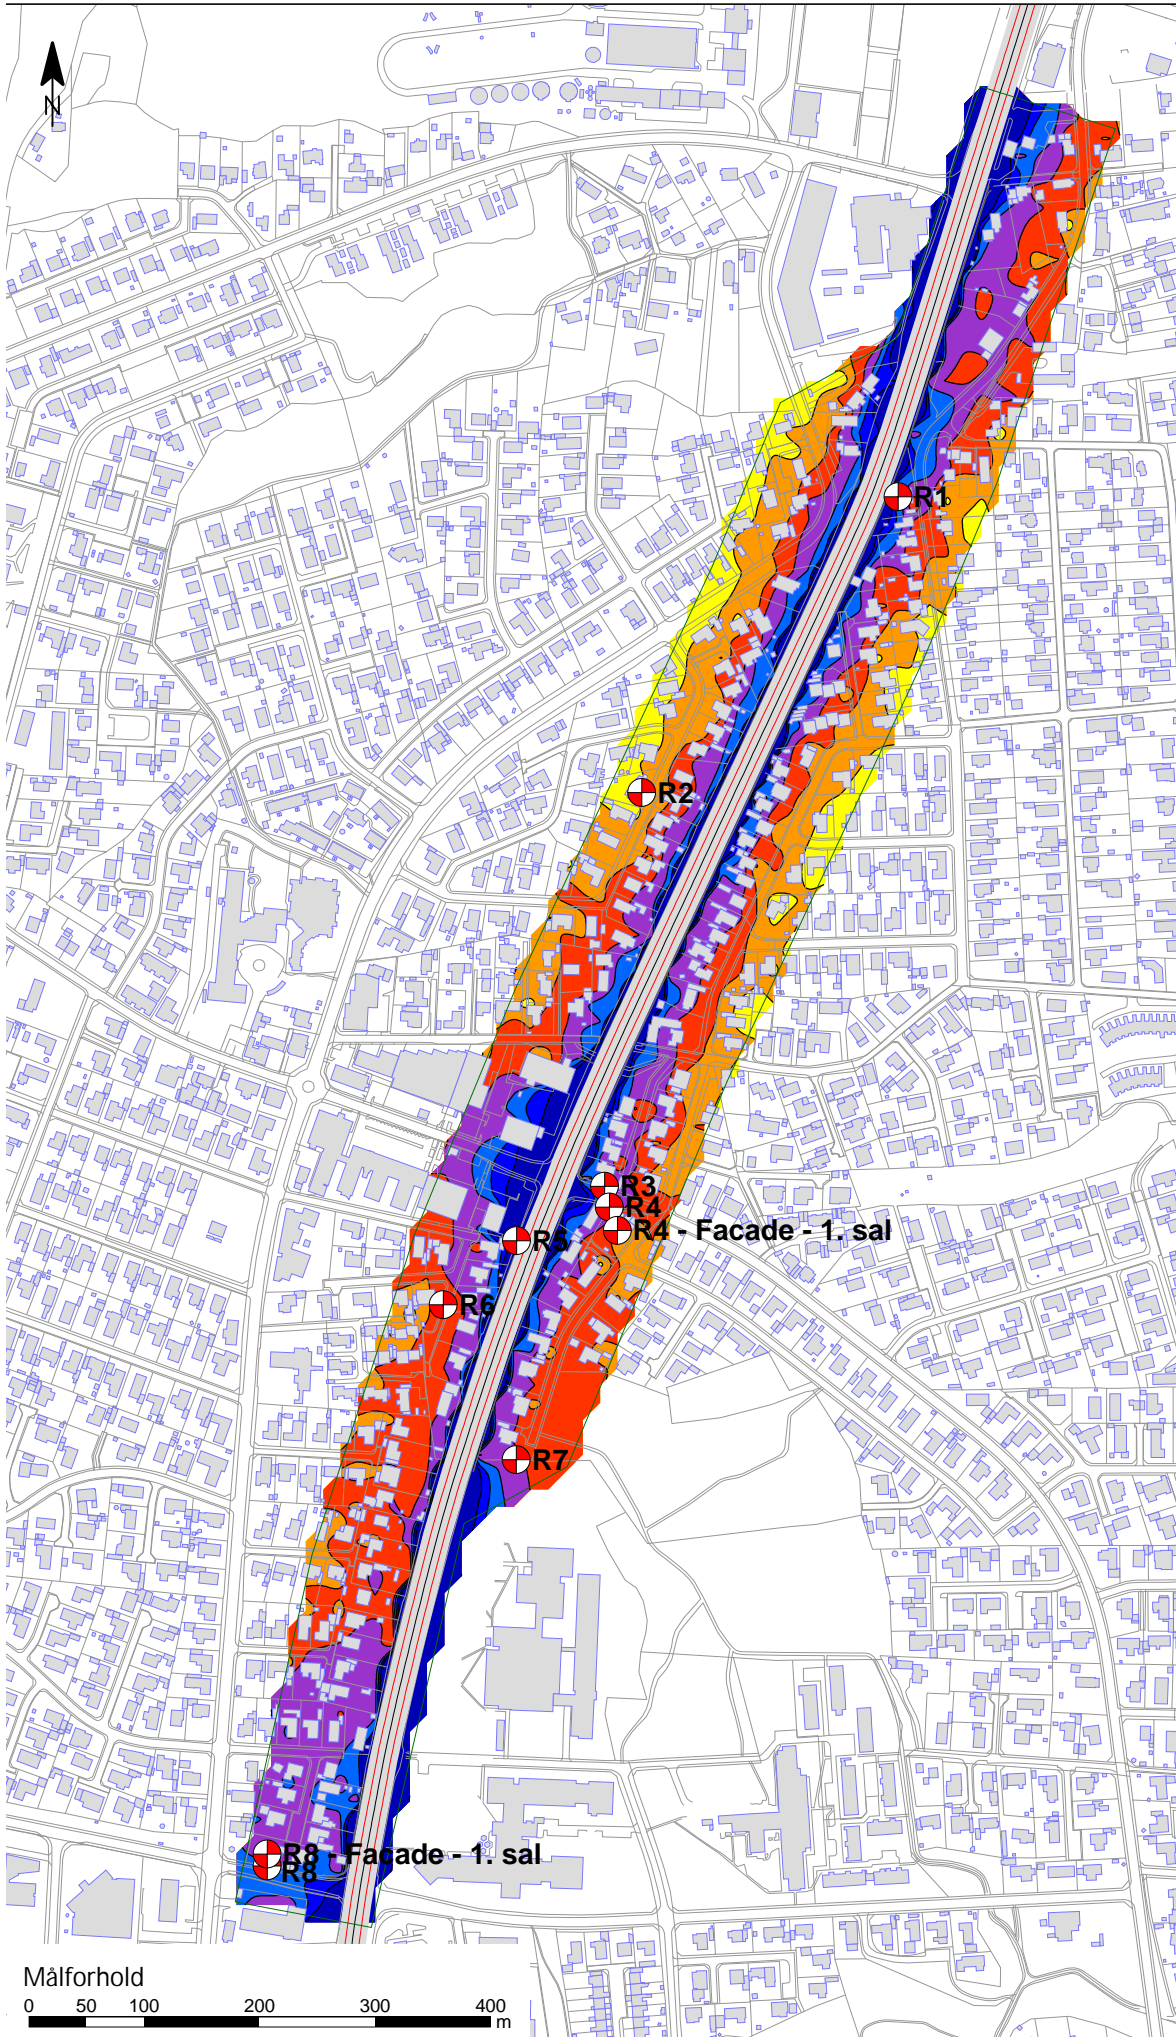 N
R1
R2
R3
R4
R4 - Facade - 1. sal
R5
R6
R7
R8 - Facade - 1. sal
R8
Målforhold
0 50 100 200 300 400
m